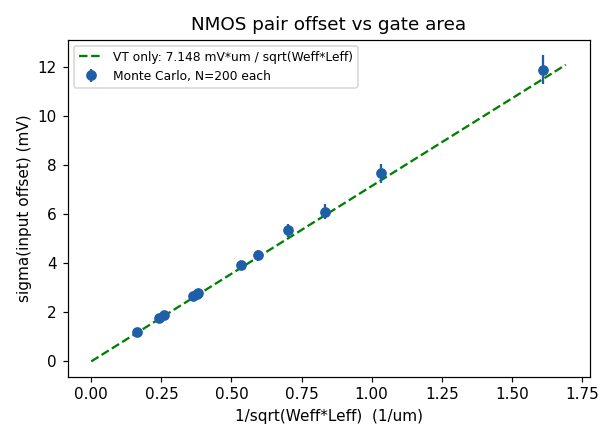 NMOS pair offset vs gate area
VT only: 7.148 mV*um / sqrt(Weff*Leff)
Monte Carlo, N=200 each
sigma(input offset) (mV)
12
10
8
6
4
2
0
0.00 0.25 0.50 0.75 1.00 1.25 1.50 1.75
1/sqrt(Weff*Leff) (1/um)